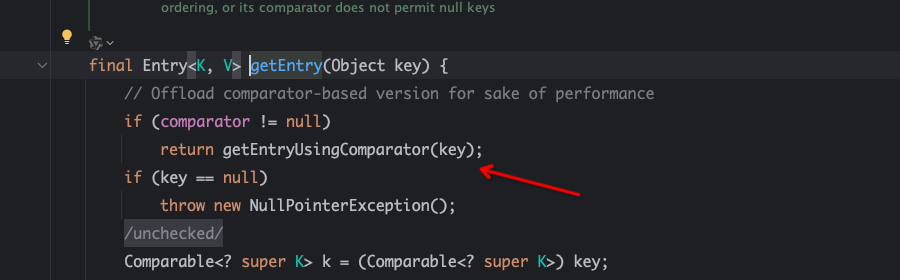 ordering, or its comparator does not permit null keys
final Entry<K, V> getEntry(Object key) {
// Offload comparator-based version for sake of performance
if (comparator != null)
return getEntryUsingComparator(key);
if (key == null)
throw new NullPointerException();
/unchecked/
Comparable<? super K> k = (Comparable<? super K>) key;